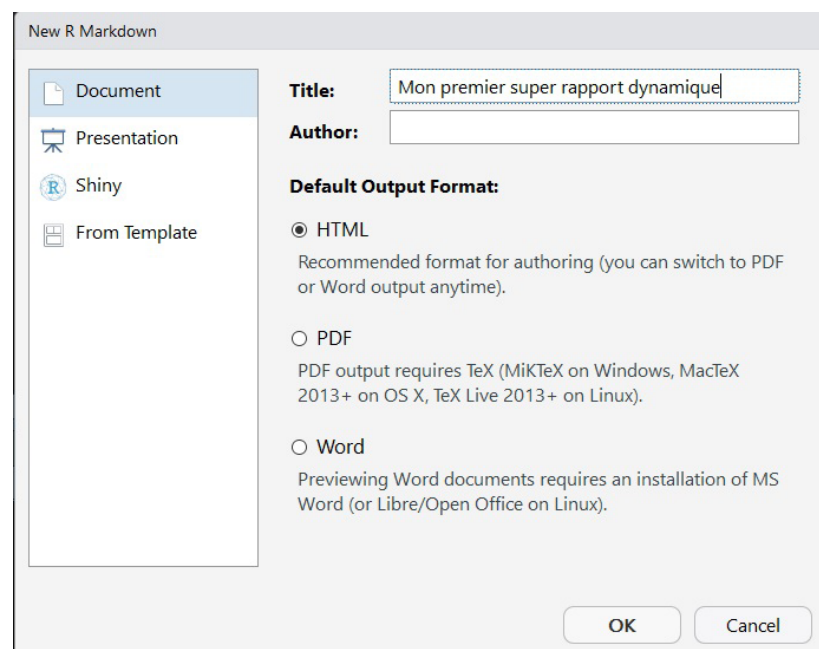 New R Markdown
Document
Presentation
Shiny
From Template
Title:
Mon premier super rapport dynamique
Author:
Default Output Format:
HTML
Recommended format for authoring (you can switch to PDF
or Word output anytime).
PDF
PDF output requires TeX (MiKTeX on Windows, MacTeX
2013+ on OS X, TeX Live 2013+ on Linux).
Word
Previewing Word documents requires an installation of MS
Word (or Libre/Open Office on Linux).
OK
Cancel